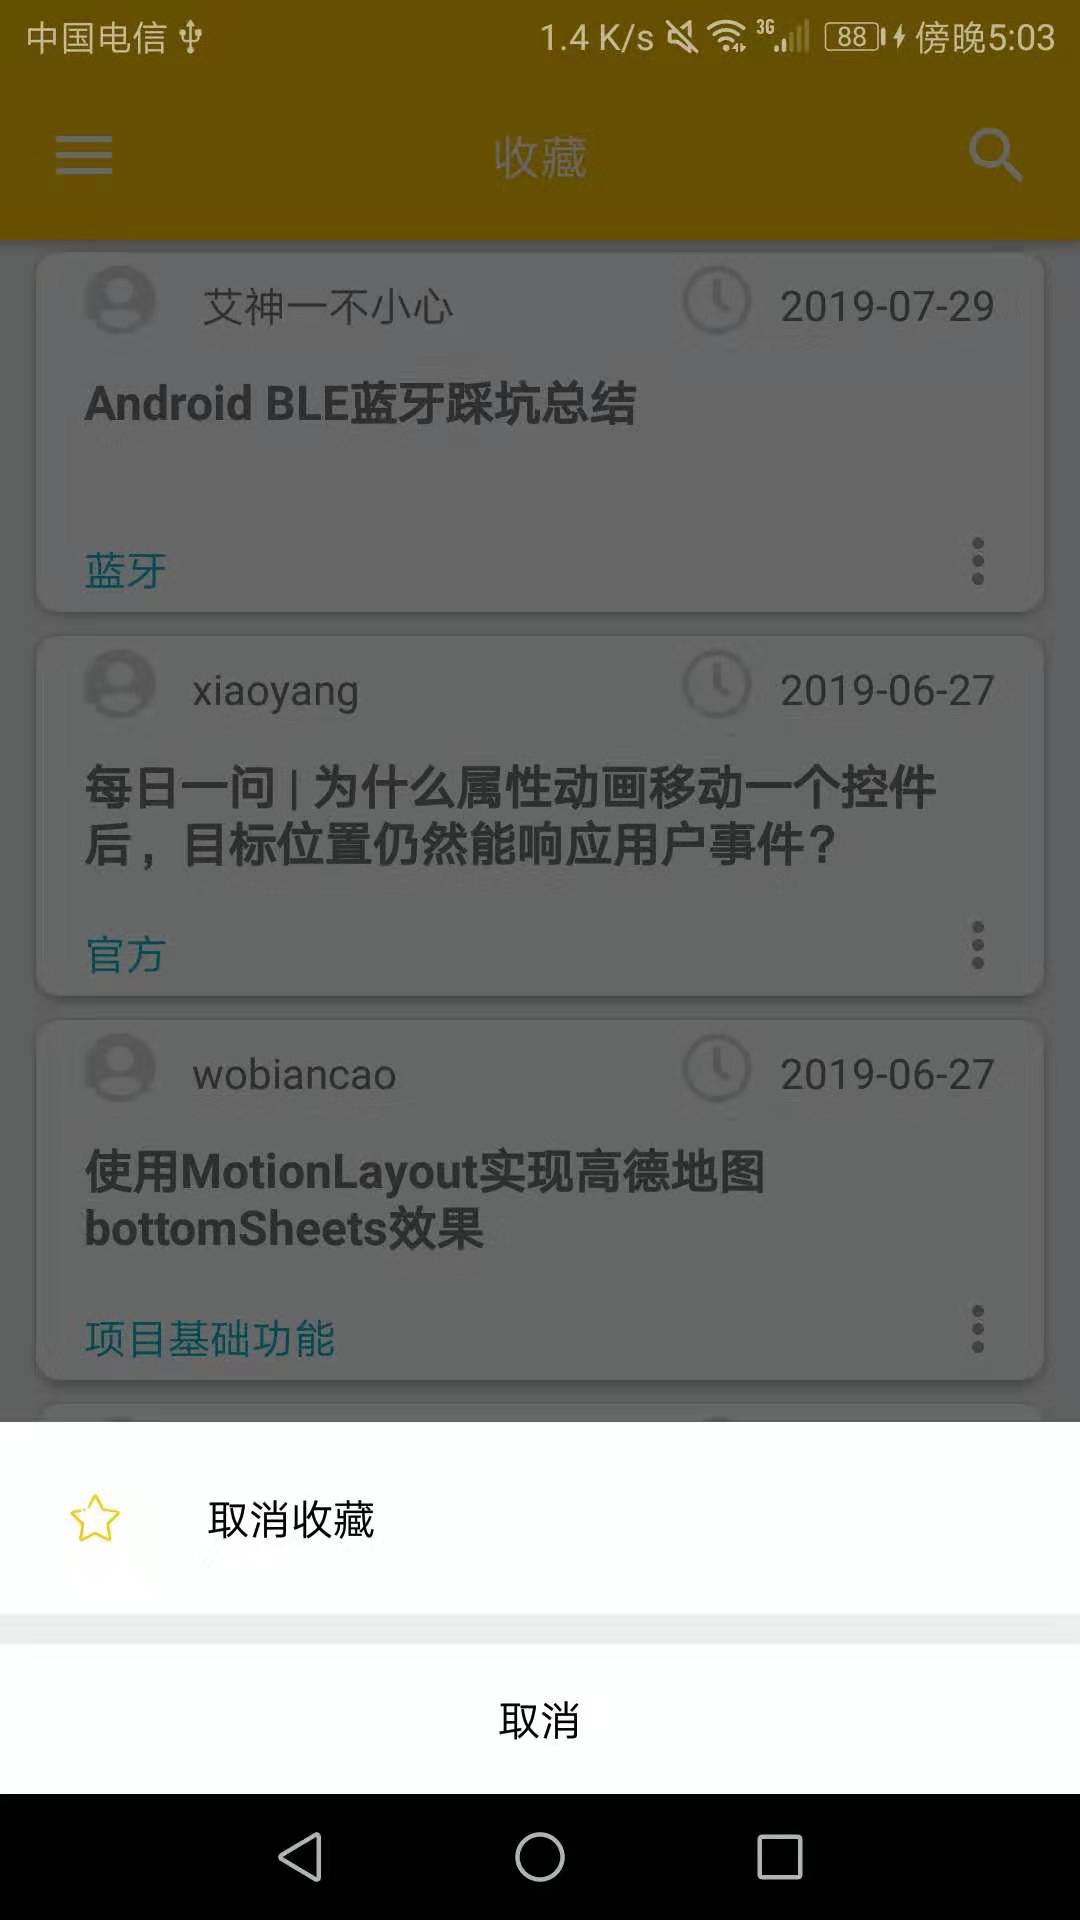 中国电信 1.4 K/s 3G 88 傍晚5:03
收藏
艾神一不小心 2019-07-29
Android BLE蓝牙踩坑总结
蓝牙
xiaoyang 2019-06-27
每日一问 | 为什么属性动画移动一个控件
后，目标位置仍然能响应用户事件？
官方
wobiancao 2019-06-27
使用MotionLayout实现高德地图
bottomSheets效果
项目基础功能
取消收藏
取消